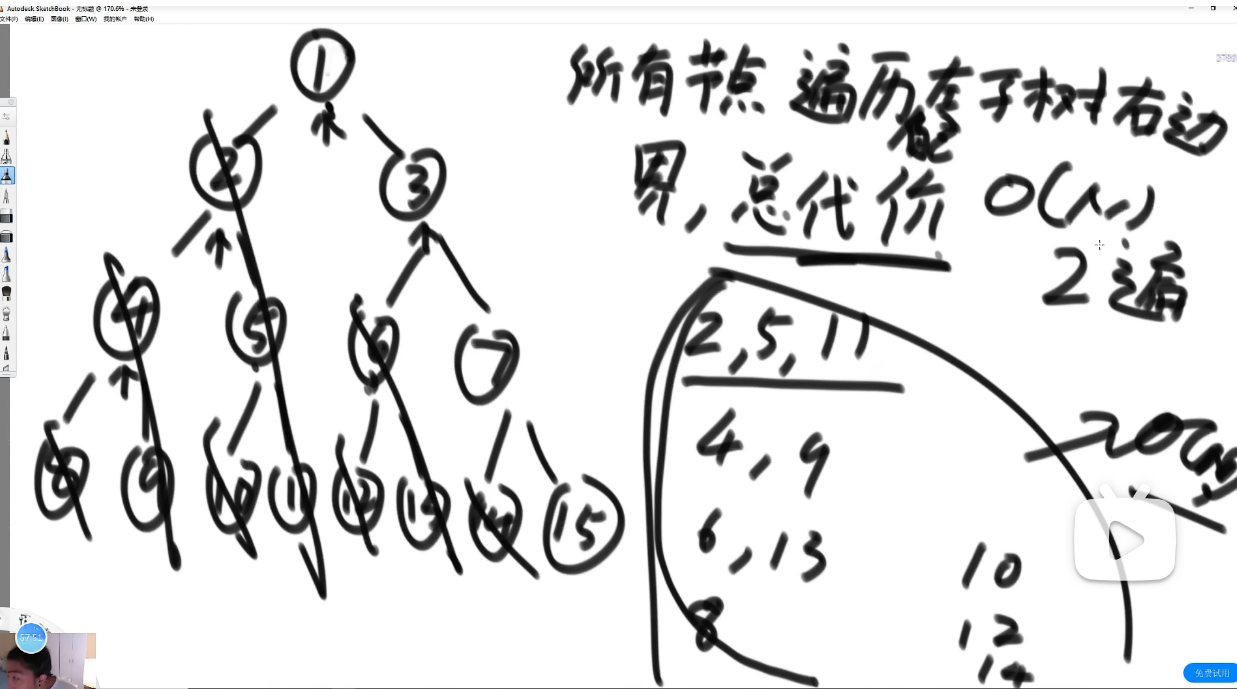 Autodesk SketchBook - 无标题 @ 170.6% - 未登录
文件(F) 编辑(E) 图像(I) 窗口(W) 我的帐户 帮助(H)
所有节点 遍历左子树右边
界, 总代价 O(N)
2遍
1
2 3
4 5 6 7
8 9 10 11 12 13 14 15
2, 5, 11
4, 9
6, 13
8
10
12
14
57:51
免费试用